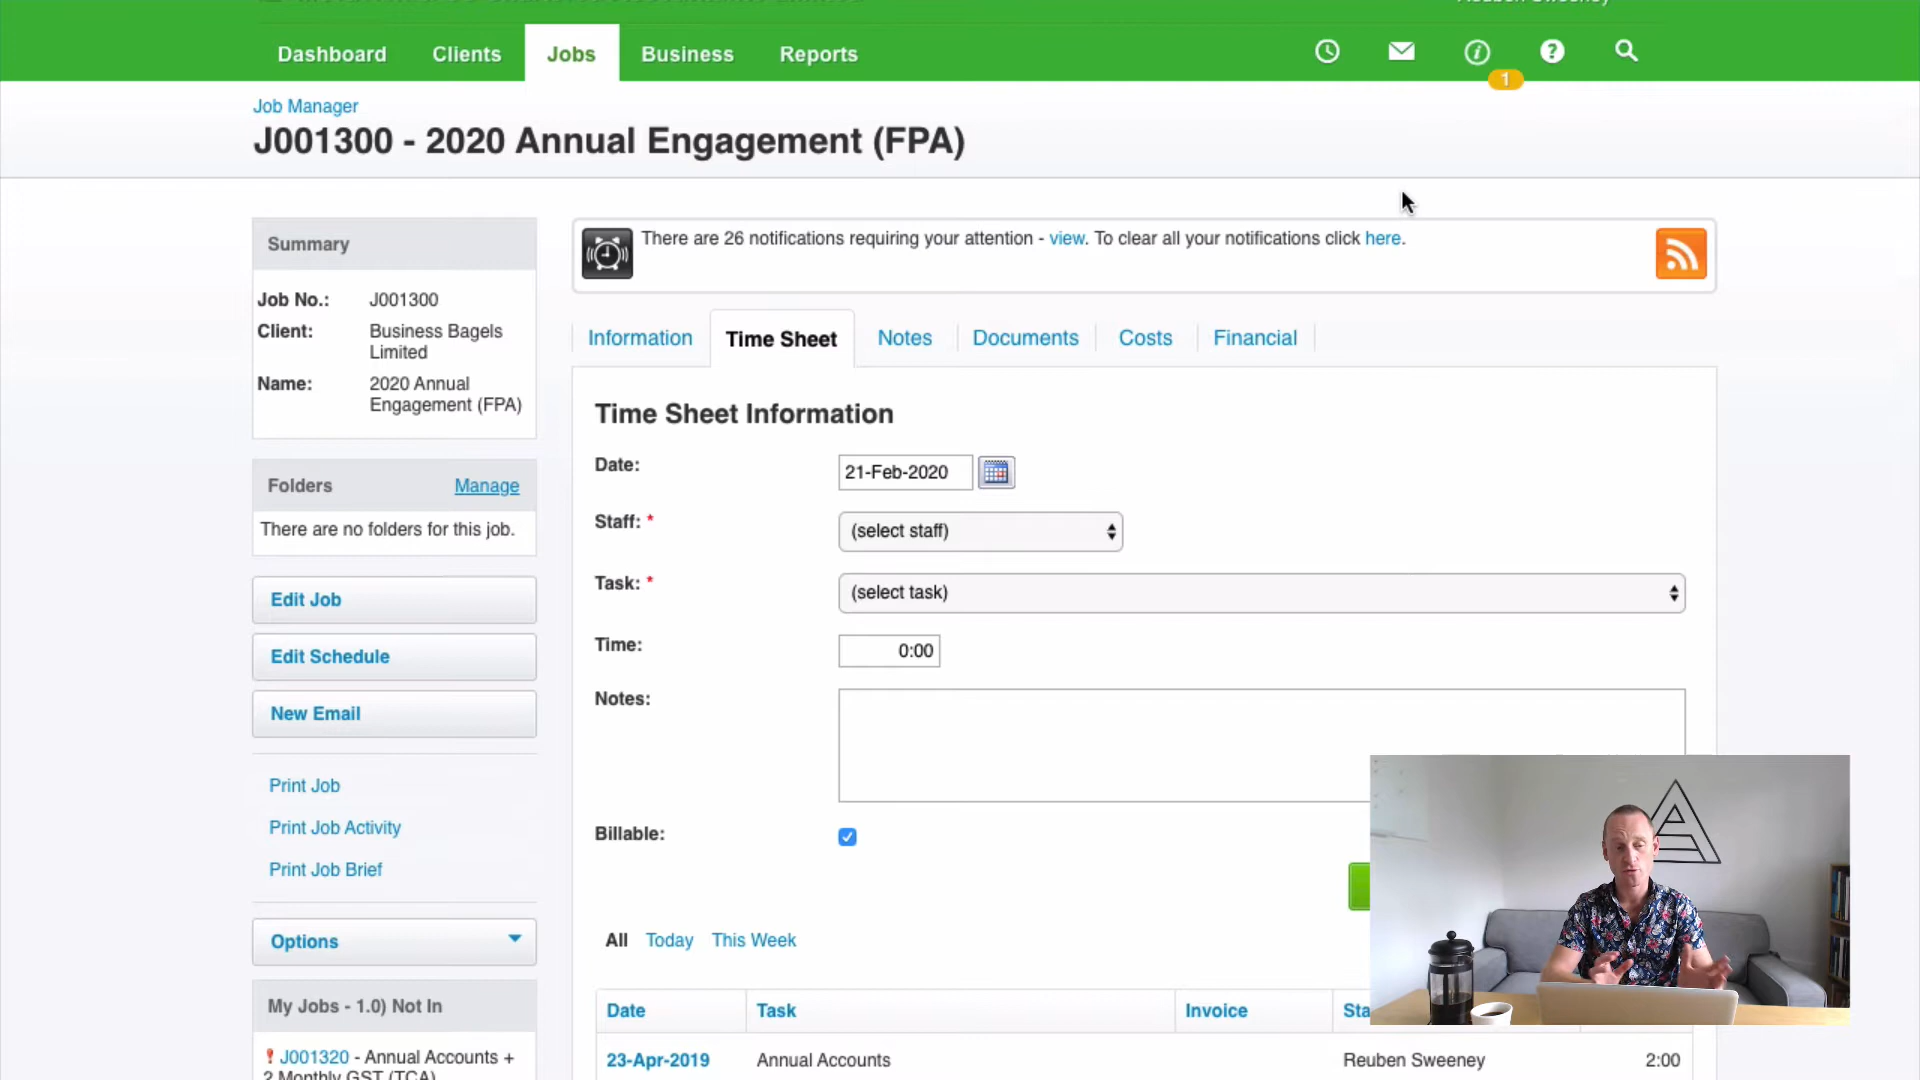 Dashboard
Clients
Jobs
Business
Reports
1
Job Manager
J001300 - 2020 Annual Engagement (FPA)
Summary
Job No.: J001300
Client: Business Bagels
Limited
Name: 2020 Annual
Engagement (FPA)
Folders Manage
There are no folders for this job.
Edit Job
Edit Schedule
New Email
Print Job
Print Job Activity
Print Job Brief
Options
My Jobs - 1.0) Not In
J001320 - Annual Accounts +
2 Monthly GST (TCA)
There are 26 notifications requiring your attention - view. To clear all your notifications click here.
Information
Time Sheet
Notes
Documents
Costs
Financial
Time Sheet Information
Date: 21-Feb-2020
Staff: * (select staff)
Task: * (select task)
Time: 0:00
Notes:
Billable:
All Today This Week
Date Task Invoice Sta
23-Apr-2019 Annual Accounts Reuben Sweeney 2:00